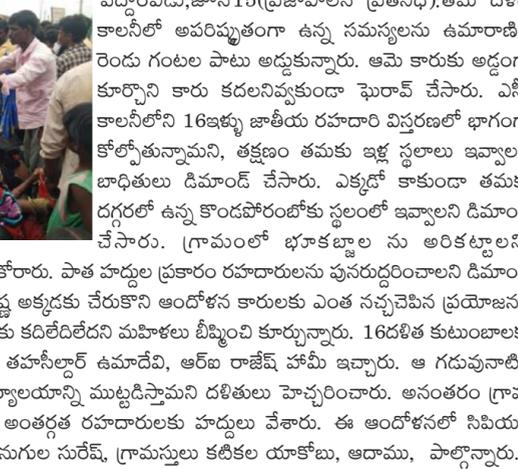 కాలనీలో అపరిష్కృతంగా ఉన్న సమస్యలను ఉమారాణి
రెండు గంటల పాటు అడ్డుకున్నారు. ఆమె కారుకు అడ్డంగ
కూర్చొని కారు కదలనివ్వకుండా ఘెరావ్ చేసారు. ఎస్
కాలనీలోని 16ఇళ్ళు జాతీయ రహదారి విస్తరణలో భాగంగ
కోల్పోతున్నామని, తక్షణం తమకు ఇళ్ల స్థలాలు ఇవ్వాల
బాధితులు డిమాండ్ చేసారు. ఎక్కడో కాకుండా తమక
దగ్గరలో ఉన్న కొండపోరంబోకు స్థలంలో ఇవ్వాలని డిమాం
చేసారు. గ్రామంలో భూకబ్జాల ను అరికట్టాలని
కోరారు. పాత హద్దుల ప్రకారం రహదారులను పునరుద్దరించాలని డిమాం
ష్ణ అక్కడకు చేరుకొని ఆందోళన కారులకు ఎంత నచ్చచెపిన ప్రయోజన
కు కదిలేదిలేదని మహిళలు బీష్మించి కూర్చున్నారు. 16దళిత కుటుంబాలక
తహసీల్దార్ ఉమాదేవి, ఆర్ఐ రాజేష్ హామీ ఇచ్చారు. ఆ గడువునాటి
ర్యాలయాన్ని ముట్టడిస్తామని దళితులు హెచ్చరించారు. అనంతరం గ్రామ
అంతర్గత రహదారులకు హద్దులు వేశారు. ఈ ఆందోళనలో సిపియ
నుగుల సురేష్, గ్రామస్తులు కటికల యాకోబు, ఆదాము, పాల్గొన్నారు.